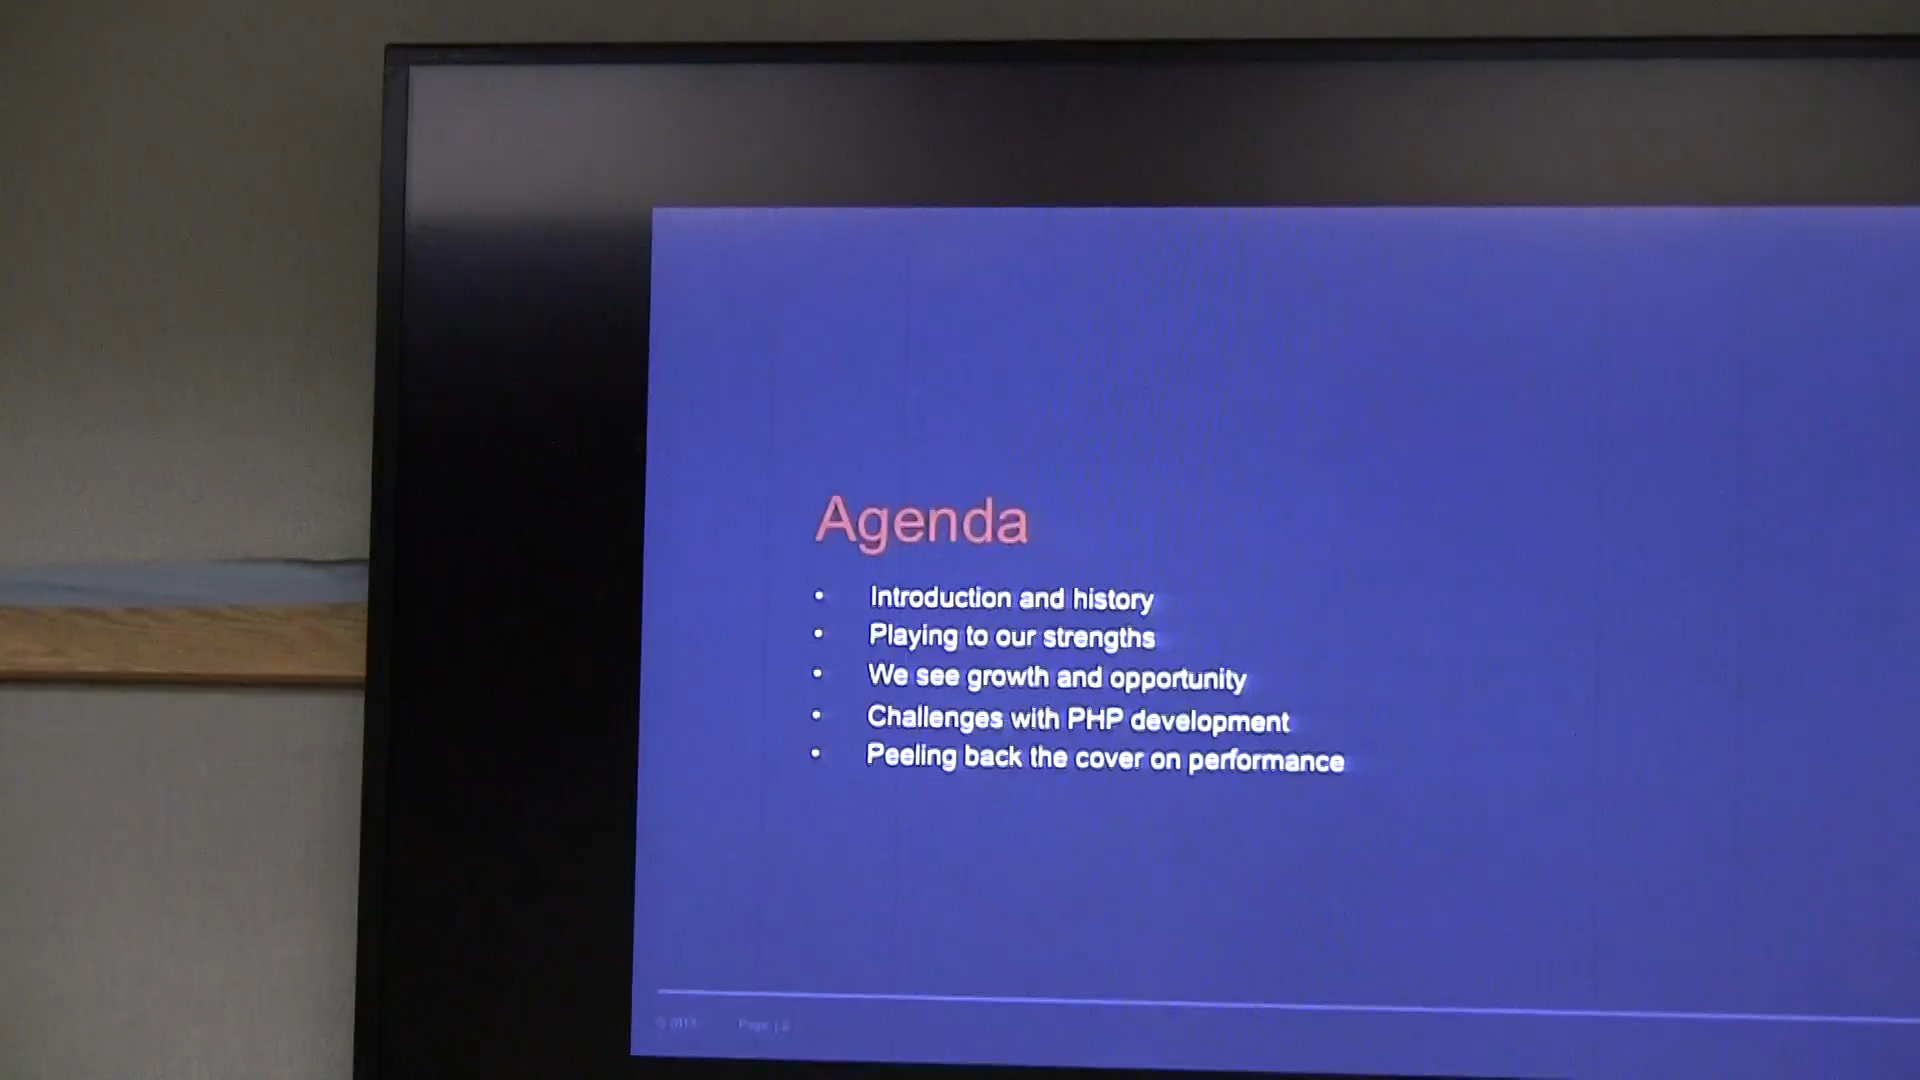 Agenda
• Introduction and history
• Playing to our strengths
• We see growth and opportunity
• Challenges with PHP development
• Peeling back the cover on performance
Page